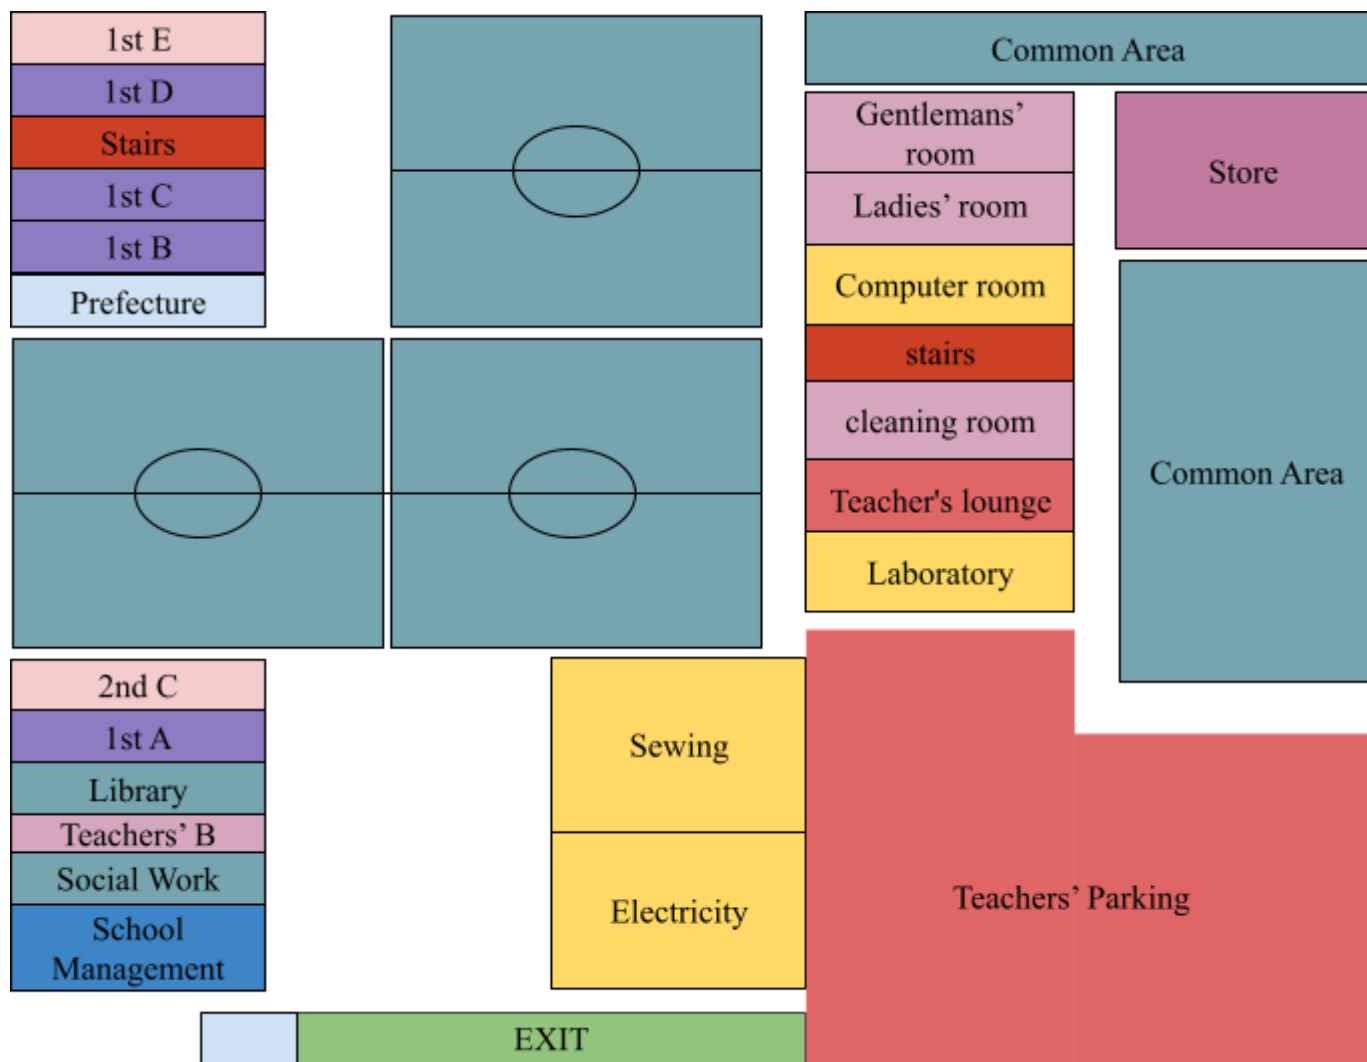 1st E
1st D
Stairs
1st C
1st B
Prefecture
Common Area
Gentlemans’
room
Ladies’ room
Computer room
stairs
cleaning room
Teacher's lounge
Laboratory
Store
Common Area
2nd C
1st A
Library
Teachers’ B
Social Work
School
Management
Sewing
Electricity
Teachers’ Parking
EXIT